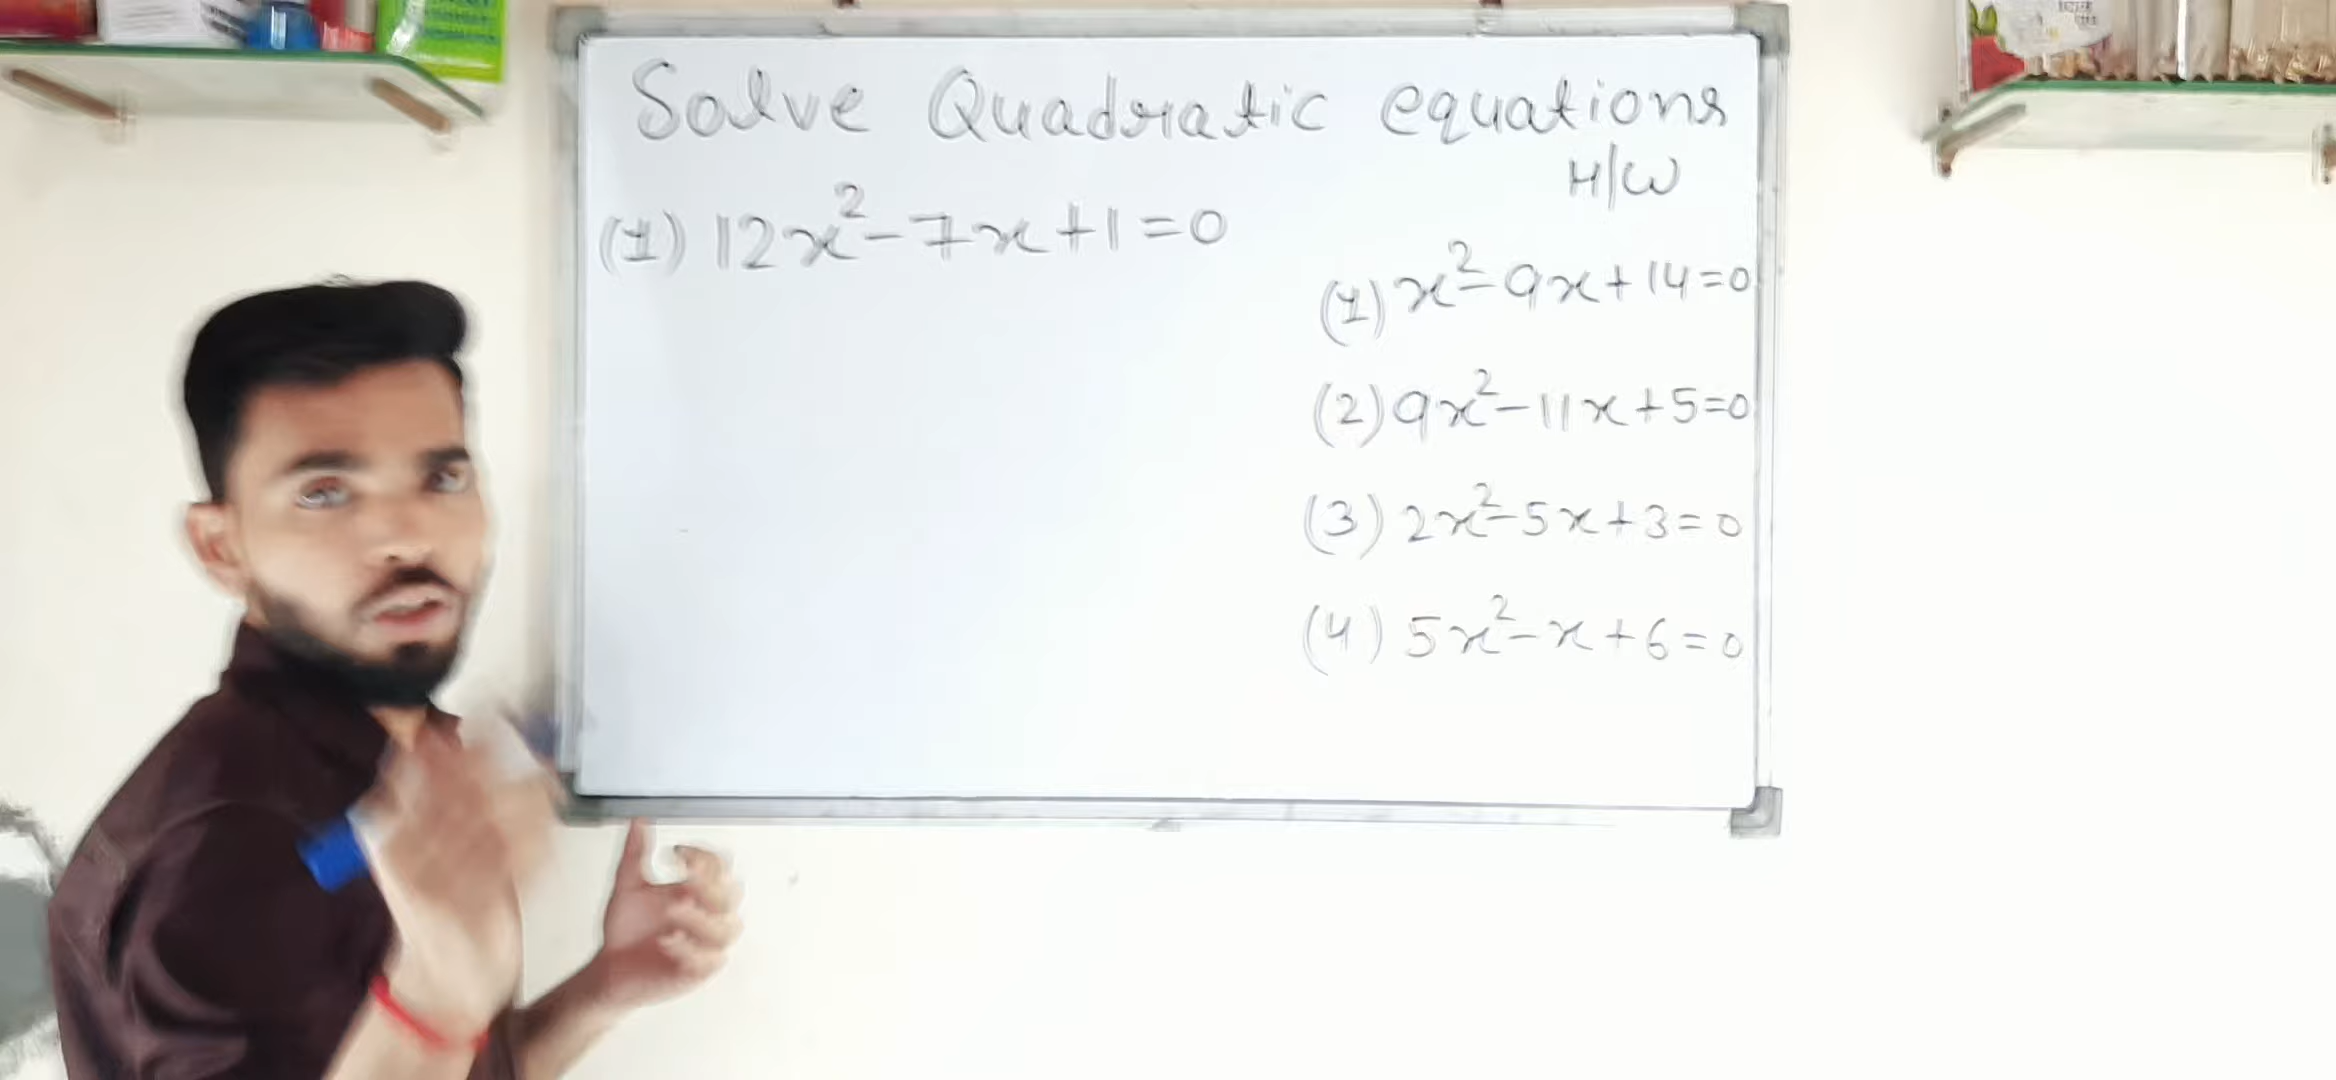 Solve Quadratic equations
H/W
(1) 12x²-7x+1=0
(1) x²-9x+14=0
(2) 9x²-11x+5=0
(3) 2x²-5x+3=0
(4) 5x²-x+6=0